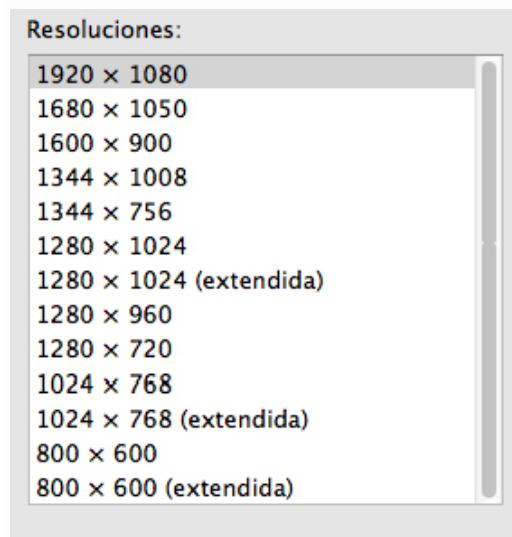 Resoluciones:
1920 × 1080
1680 × 1050
1600 × 900
1344 × 1008
1344 × 756
1280 × 1024
1280 × 1024 (extendida)
1280 × 960
1280 × 720
1024 × 768
1024 × 768 (extendida)
800 × 600
800 × 600 (extendida)